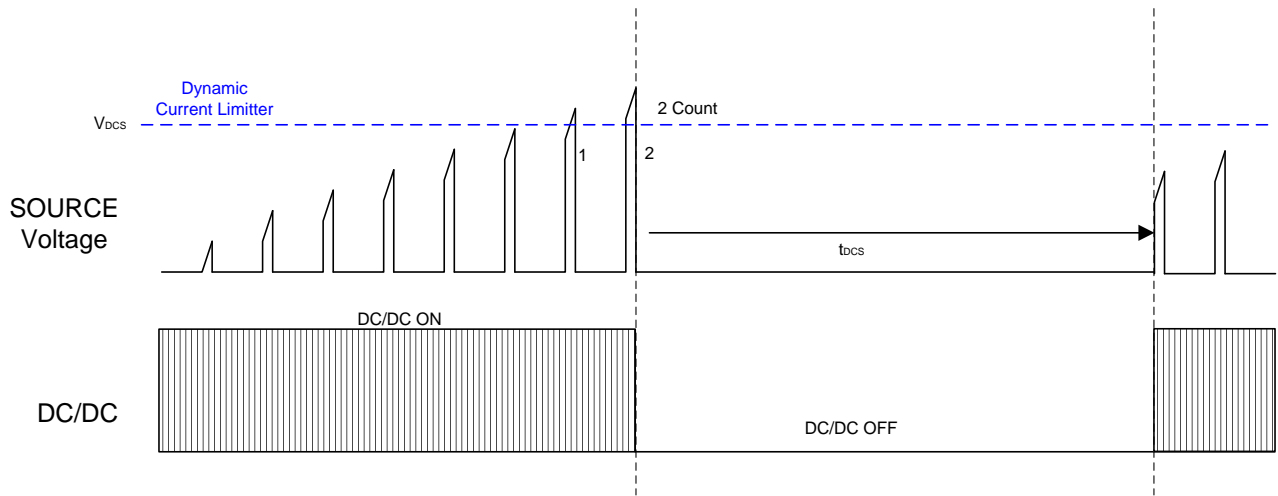 Dynamic
Current Limitter
VDCS
2 Count
1
2
SOURCE
Voltage
tDCS
DC/DC ON
DC/DC
DC/DC OFF